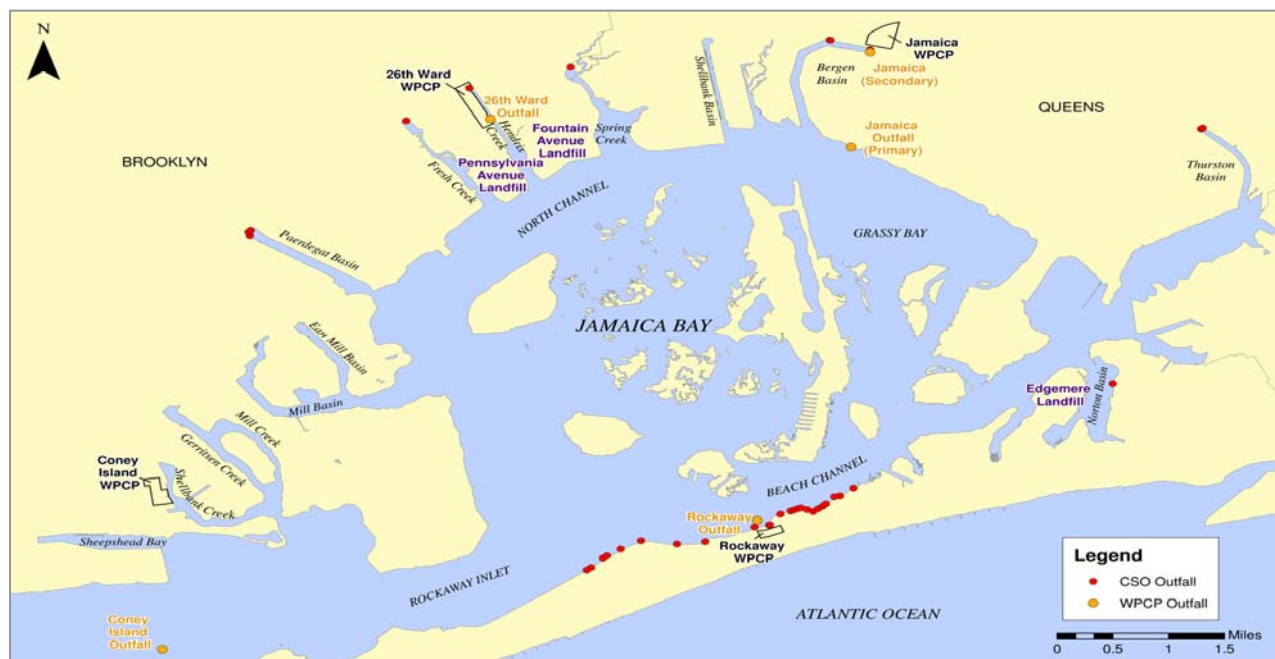 N
Jamaica
WPCP
Bergen
Basin
Jamaica
(Secondary)
Shellbank Basin
26th Ward
WPCP
26th Ward
Outfall
Hendrix
Creek
Fountain
Avenue
Landfill
Spring
Creek
QUEENS
Jamaica
Outfall
(Primary)
BROOKLYN
Pennsylvania
Avenue
Landfill
Fresh Creek
Thurston
Basin
NORTH CHANNEL
GRASSY BAY
Paerdegat Basin
JAMAICA BAY
Ean Mill Basin
Mill Basin
Edgemere
Landfill
Norton Basin
Mill Creek
Gerritsen Creek
Coney
Island
WPCP
Shellbank Creek
BEACH CHANNEL
Rockaway
Outfall
Rockaway
WPCP
Sheepshead Bay
ROCKAWAY INLET
ATLANTIC OCEAN
Coney
Island
Outfall
Legend
CSO Outfall
WPCP Outfall
Miles
0 0.5 1 1.5